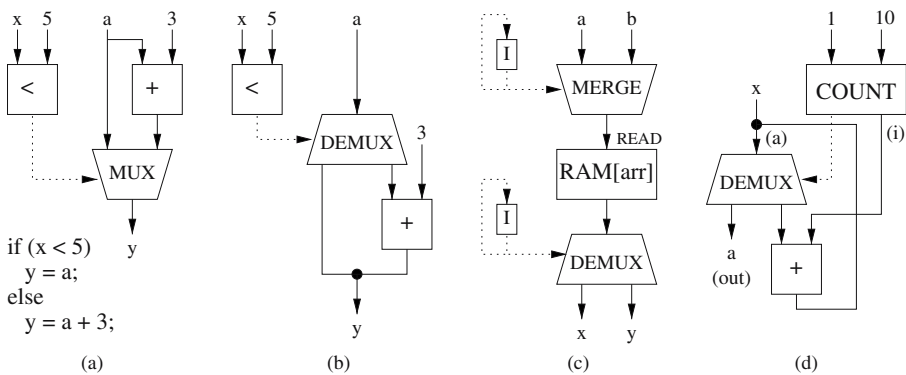 x 5 a 3
<
+
MUX
y
if (x < 5)
y = a;
else
y = a + 3;
(a)
x 5 a
<
DEMUX
3
+
y
(b)
a b
I
MERGE
READ
RAM[arr]
I
DEMUX
x y
(c)
1 10
COUNT
x
(a)
(i)
DEMUX
a
(out)
+
(d)